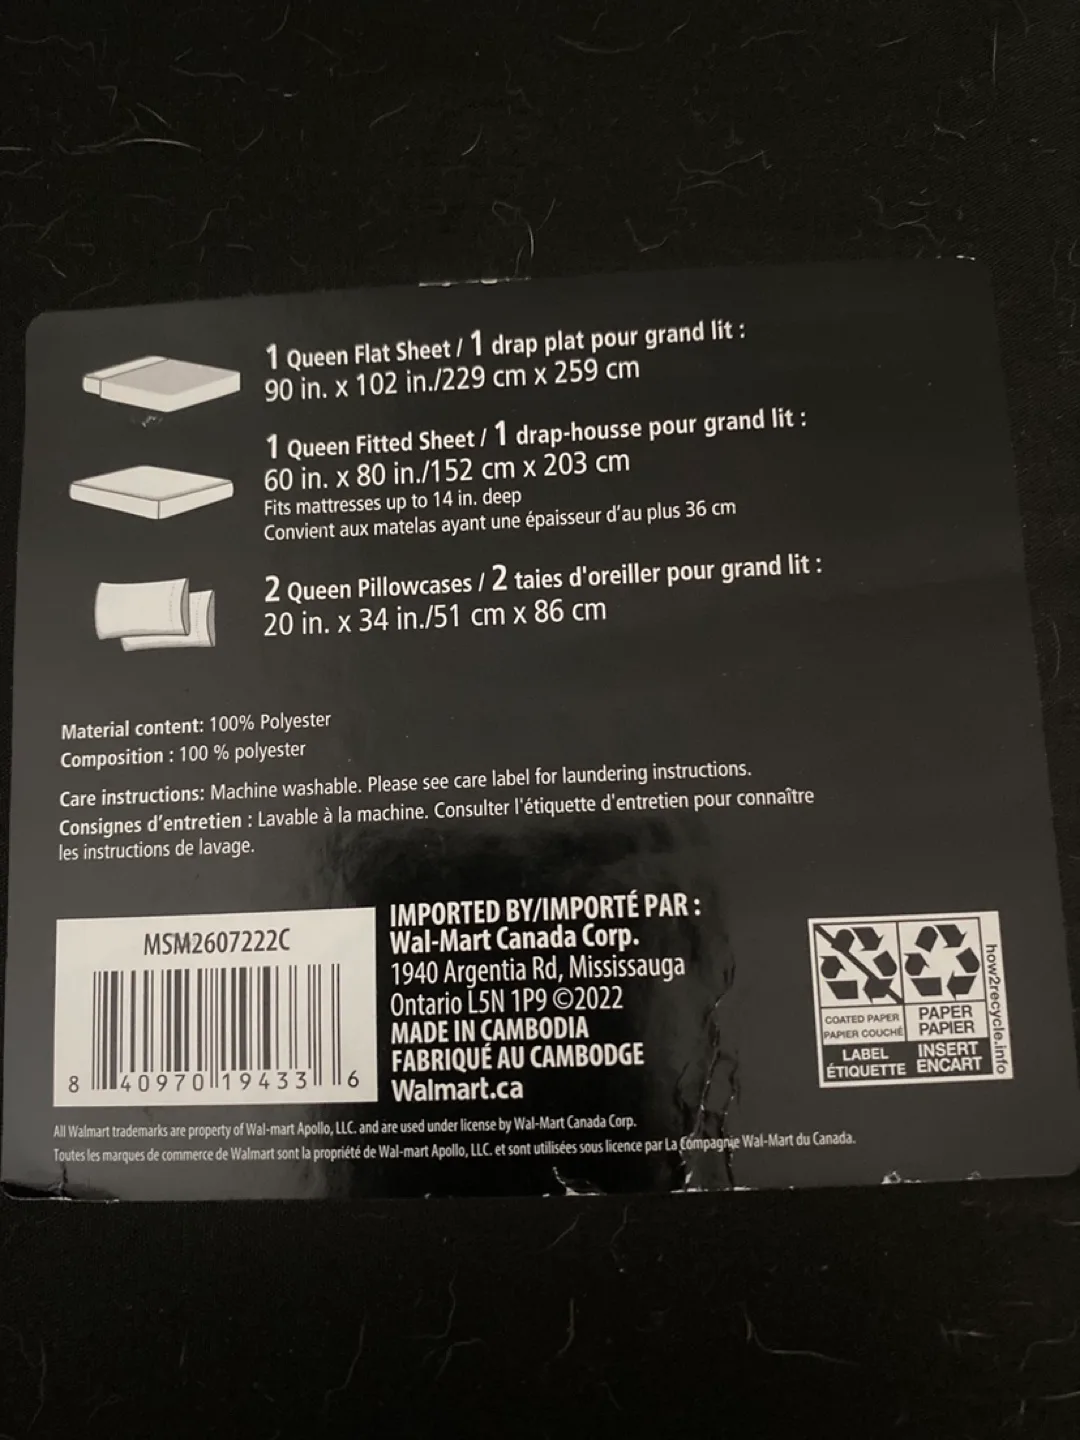 1 Queen Flat Sheet / 1 drap plat pour grand lit :
90 in. x 102 in./229 cm x 259 cm
1 Queen Fitted Sheet / 1 drap-housse pour grand lit :
60 in. x 80 in./152 cm x 203 cm
Fits mattresses up to 14 in. deep
Convient aux matelas ayant une épaisseur d'au plus 36 cm
2 Queen Pillowcases / 2 taies d'oreiller pour grand lit :
20 in. x 34 in./51 cm x 86 cm
Material content: 100% Polyester
Composition : 100 % polyester
Care instructions: Machine washable. Please see care label for laundering instructions.
Consignes d'entretien : Lavable à la machine. Consulter l'étiquette d'entretien pour connaître
les instructions de lavage.
MSM2607222C
8 40970 19433 6
IMPORTED BY/IMPORTÉ PAR :
Wal-Mart Canada Corp.
1940 Argentia Rd, Mississauga
Ontario L5N 1P9 ©2022
MADE IN CAMBODIA
FABRIQUÉ AU CAMBODGE
Walmart.ca
COATED PAPER
PAPIER COUCHÉ
LABEL
ÉTIQUETTE
PAPER
PAPIER
INSERT
ENCART
how2recycle.info
All Walmart trademarks are property of Wal-mart Apollo, LLC. and are used under license by Wal-Mart Canada Corp.
Toutes les marques de commerce de Walmart sont la propriété de Wal-mart Apollo, LLC. et sont utilisées sous licence par La Compagnie Wal-Mart du Canada.